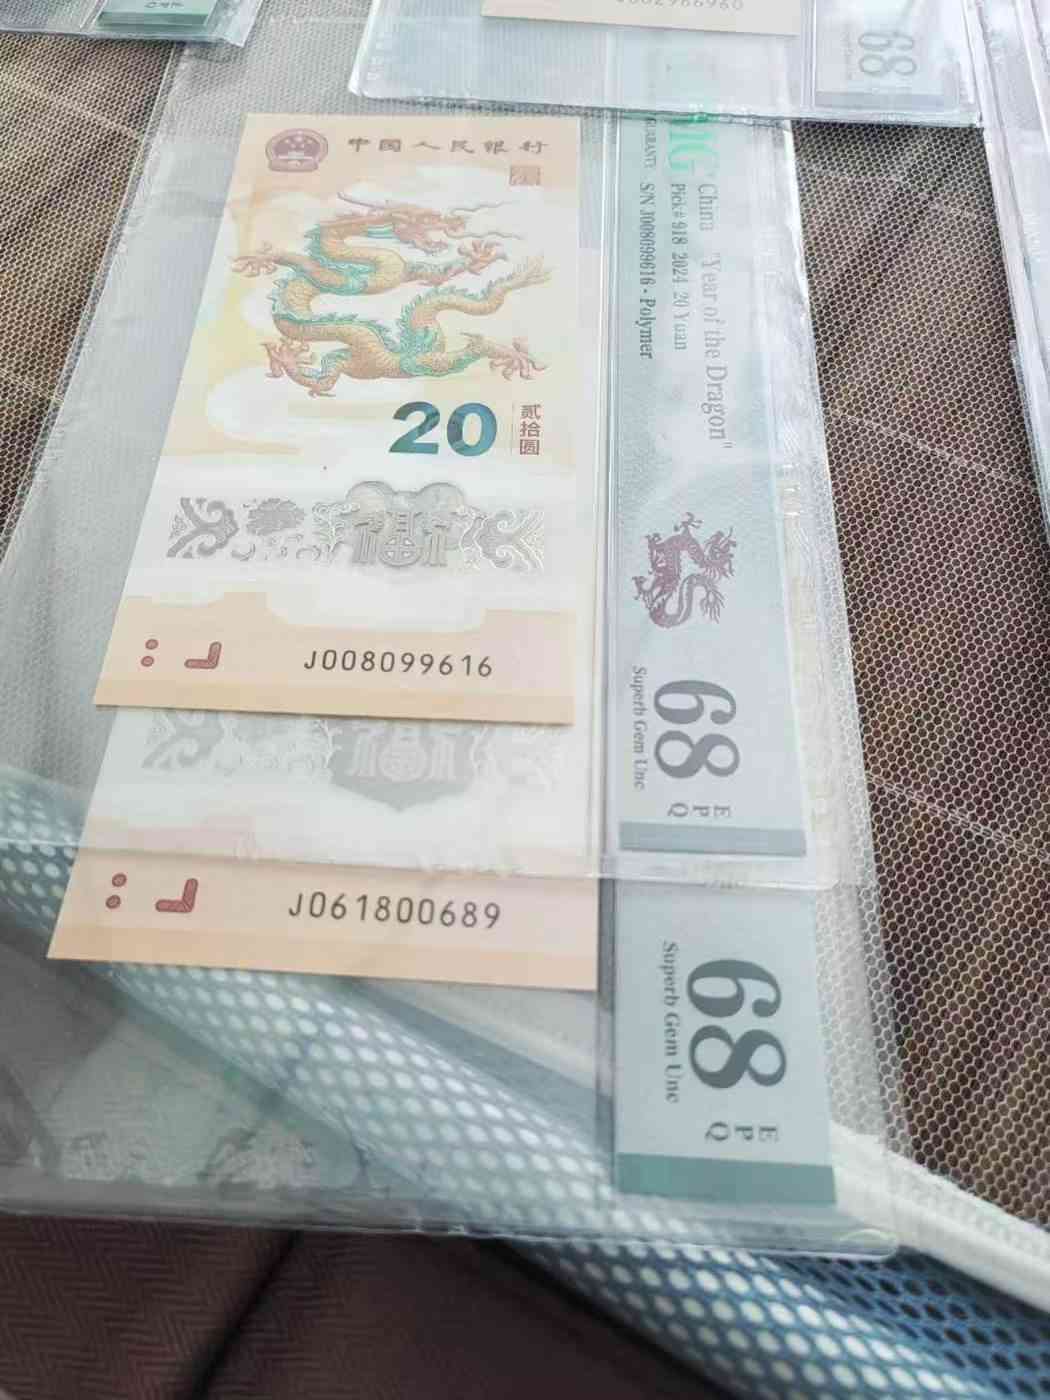 68
中国人民银行
20
贰拾圆
J008099616
China "Year of the Dragon"
Pick# 918 2024 20 Yuan
S/N J008099616 - Polymer
68
EPQ
Superb Gem Unc
J061800689
68
EPQ
Superb Gem Unc